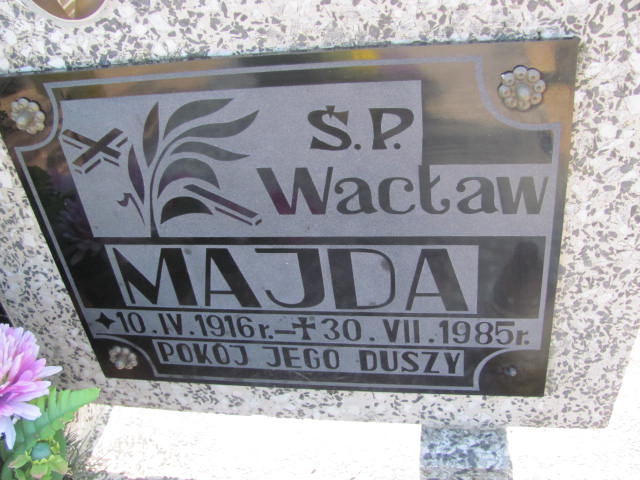 Ś.P.
Wacław
MAJDA
10.IV.1916r.-✝30.VII.1985r.
POKÓJ JEGO DUSZY